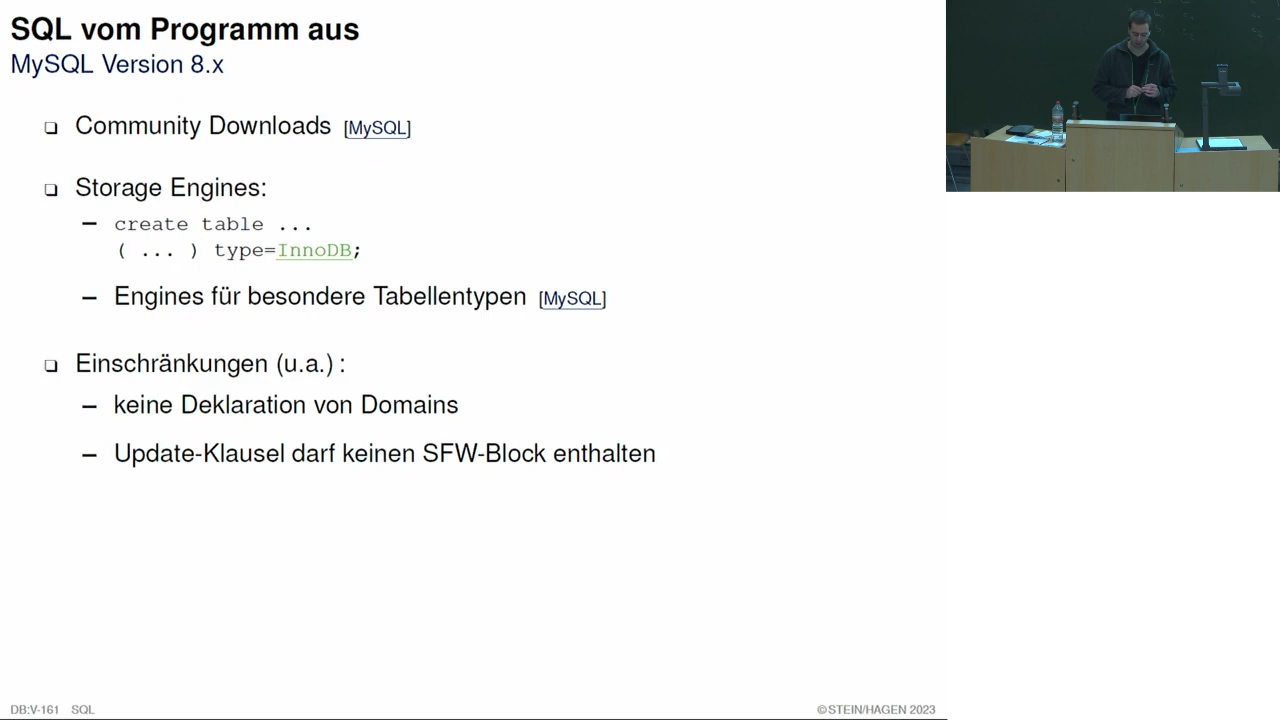 SQL vom Programm aus
MySQL Version 8.x
❏ Community Downloads [MySQL]
❏ Storage Engines:
– create table ...
( ... ) type=InnoDB;
– Engines für besondere Tabellentypen [MySQL]
❏ Einschränkungen (u.a.) :
– keine Deklaration von Domains
– Update-Klausel darf keinen SFW-Block enthalten
DB:V-161 SQL
©STEIN/HAGEN 2023